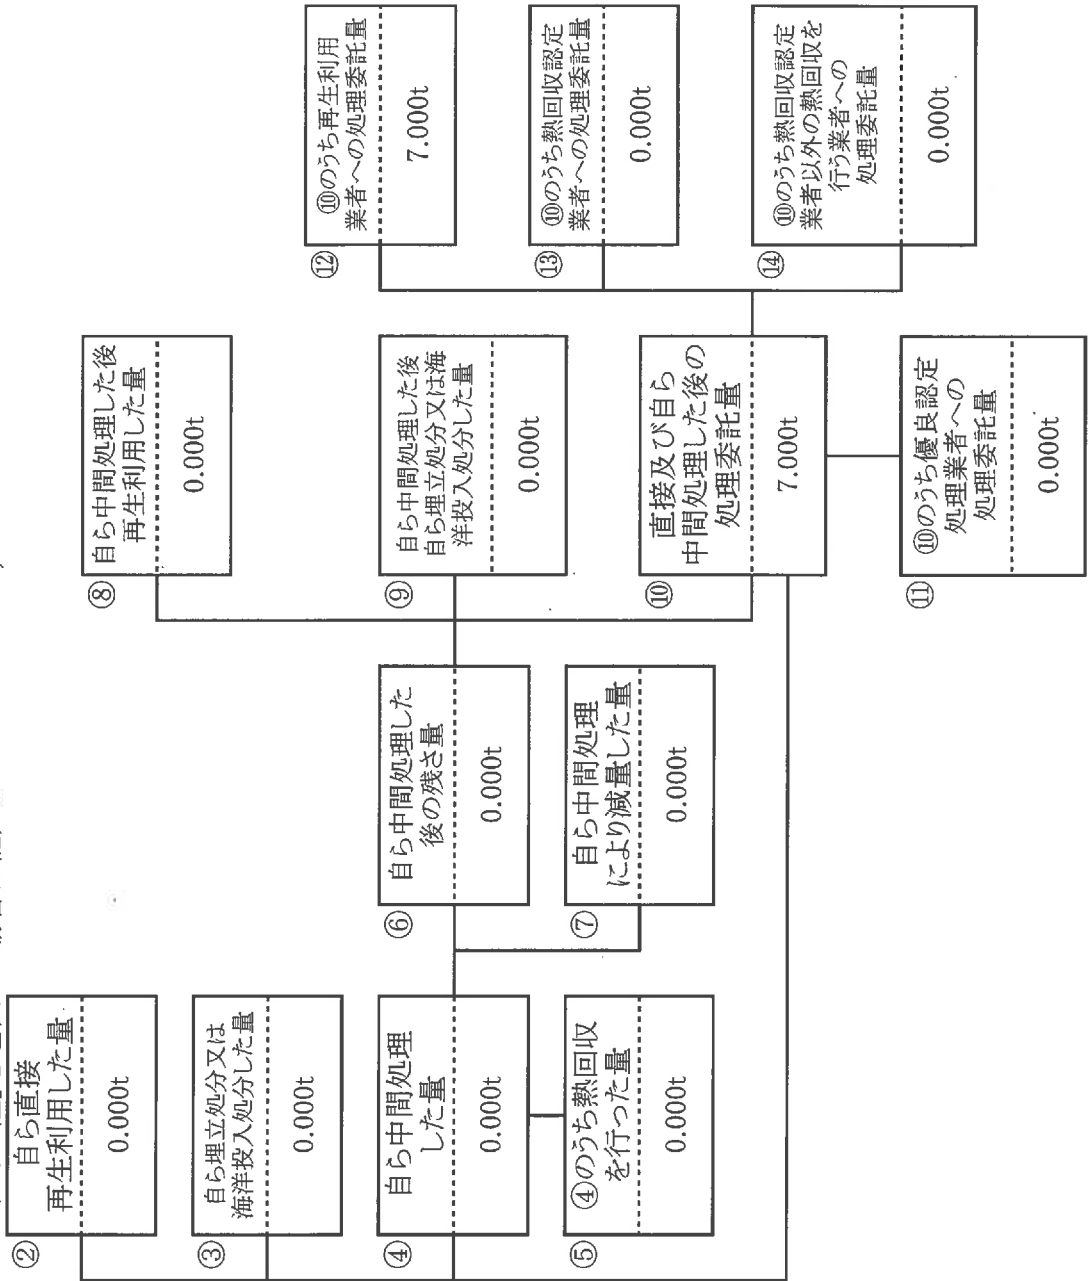 ②
自ら直接
再生利用した量
0.000t
③
自ら埋立処分又は
海洋投入処分した量
0.000t
④
自ら中間処理
した量
0.000t
⑤
④のうち熱回収
を行った量
0.000t
⑥
自ら中間処理した
後の残さ量
0.000t
⑦
自ら中間処理
により減量した量
0.000t
⑧
自ら中間処理した後
再生利用した量
0.000t
⑨
自ら中間処理した後
自ら埋立処分又は海
洋投入処分した量
0.000t
⑩
直接及び自ら
中間処理した後の
処理委託量
7.000t
⑪
⑩のうち優良認定
処理業者への
処理委託量
0.000t
⑫
⑩のうち再生利用
業者への処理委託量
7.000t
⑬
⑩のうち熱回収認定
業者への処理委託量
0.000t
⑭
⑩のうち熱回収認定
業者以外の熱回収を
行う業者への
処理委託量
0.000t